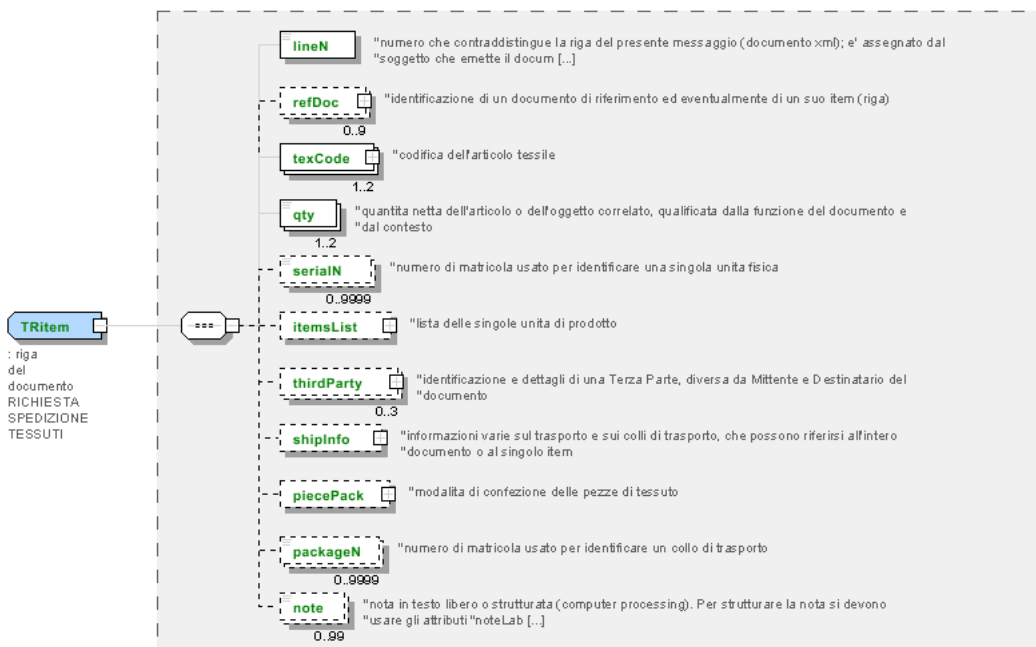 lineN
"numero che contraddistingue la riga del presente messaggio (documento xml); e' assegnato dal
"soggetto che emette il docum [...]
refDoc
"identificazione di un documento di riferimento ed eventualmente di un suo item (riga)
0..9
texCode
"codifica dell'articolo tessile
1..2
qty
"quantita netta dell'articolo o dell'oggetto correlato, qualificata dalla funzione del documento e
"dal contesto
1..2
serialN
"numero di matricola usato per identificare una singola unita fisica
0..9999
TRitem
: riga
del
documento
RICHIESTA
SPEDIZIONE
TESSUTI
itemsList
"lista delle singole unita di prodotto
thirdParty
"identificazione e dettagli di una Terza Parte, diversa da Mittente e Destinatario del
"documento
0..3
shipInfo
"informazioni varie sul trasporto e sui colli di trasporto, che possono riferirsi all'intero
"documento o al singolo item
piecePack
"modalita di confezione delle pezze di tessuto
packageN
"numero di matricola usato per identificare un collo di trasporto
0..9999
note
"nota in testo libero o strutturata (computer processing). Per strutturare la nota si devono
"usare gli attributi "noteLab [...]
0..99